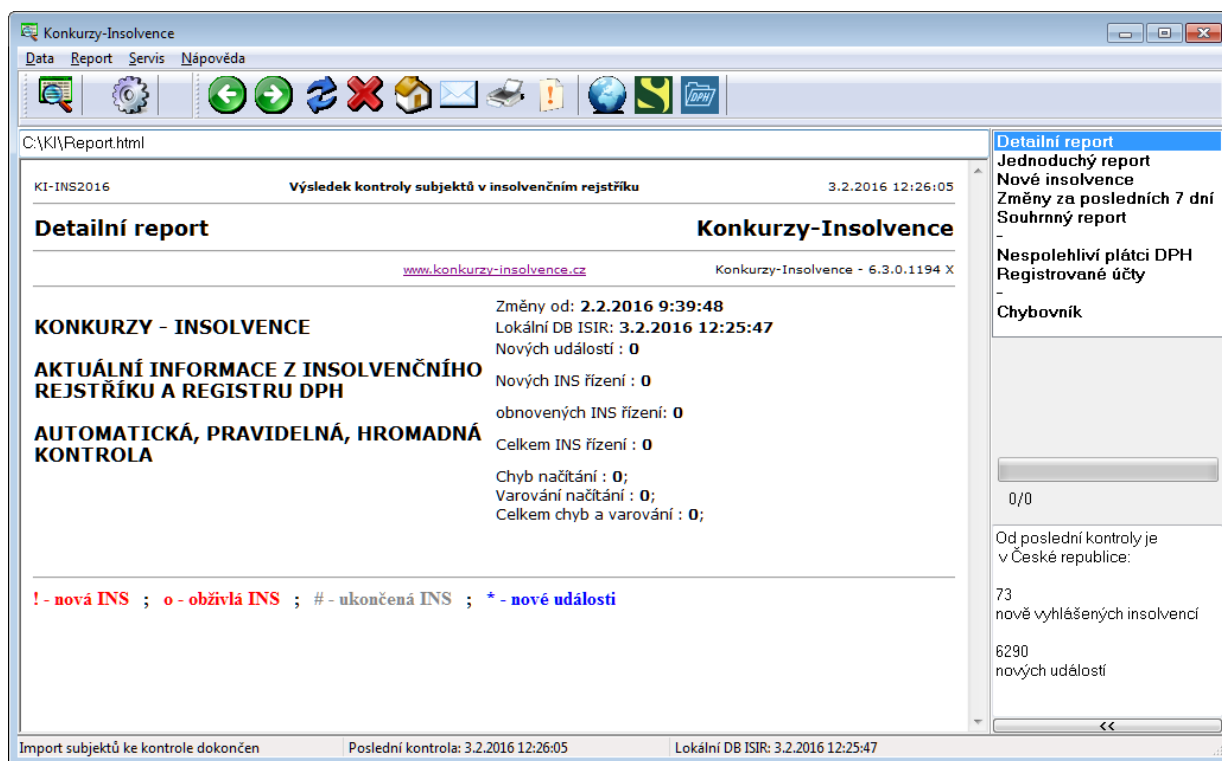 Konkurzy-Insolvence
Data Report Servis Nápověda
DPH
C:\KI\Report.html
KI-INS2016 Výsledek kontroly subjektů v insolvenčním rejstříku 3.2.2016 12:26:05
Detailní report Konkurzy-Insolvence
www.konkurzy-insolvence.cz Konkurzy-Insolvence - 6.3.0.1194 X
KONKURZY - INSOLVENCE
AKTUÁLNÍ INFORMACE Z INSOLVENČNÍHO
REJSTŘÍKU A REGISTRU DPH
AUTOMATICKÁ, PRAVIDELNÁ, HROMADNÁ
KONTROLA
Změny od: 2.2.2016 9:39:48
Lokální DB ISIR: 3.2.2016 12:25:47
Nových událostí : 0
Nových INS řízení : 0
obnovených INS řízení: 0
Celkem INS řízení : 0
Chyb načítání : 0;
Varování načítání : 0;
Celkem chyb a varování : 0;
! - nová INS ; o - obživlá INS ; # - ukončená INS ; * - nové události
Detailní report
Jednoduchý report
Nové insolvence
Změny za posledních 7 dní
Souhrnný report
-
Nespolehliví plátci DPH
Registrované účty
-
Chybovník
0/0
Od poslední kontroly je
v České republice:
73
nově vyhlášených insolvencí
6290
nových událostí
<<
Import subjektů ke kontrole dokončen Poslední kontrola: 3.2.2016 12:26:05 Lokální DB ISIR: 3.2.2016 12:25:47